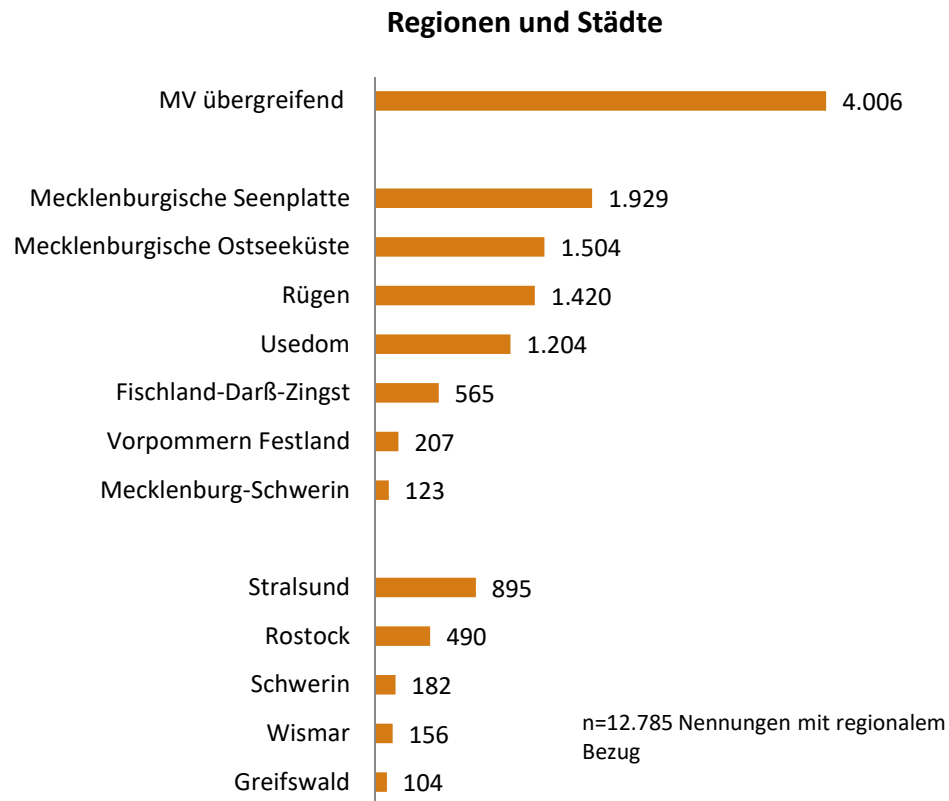 Regionen und Städte
MV übergreifend 4.006
Mecklenburgische Seenplatte 1.929
Mecklenburgische Ostseeküste 1.504
Rügen 1.420
Usedom 1.204
Fischland-Darß-Zingst 565
Vorpommern Festland 207
Mecklenburg-Schwerin 123
Stralsund 895
Rostock 490
Schwerin 182
Wismar 156
Greifswald 104
n=12.785 Nennungen mit regionalem
Bezug